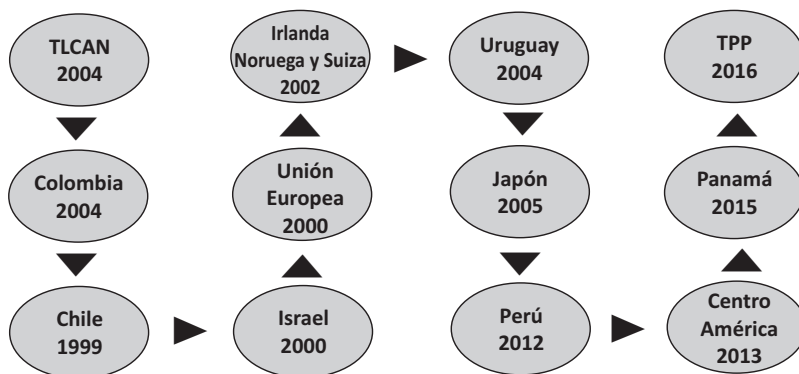 TLCAN
2004
Colombia
2004
Chile
1999
Israel
2000
Unión
Europea
2000
Irlanda
Noruega y Suiza
2002
Uruguay
2004
Japón
2005
Perú
2012
Centro
América
2013
Panamá
2015
TPP
2016